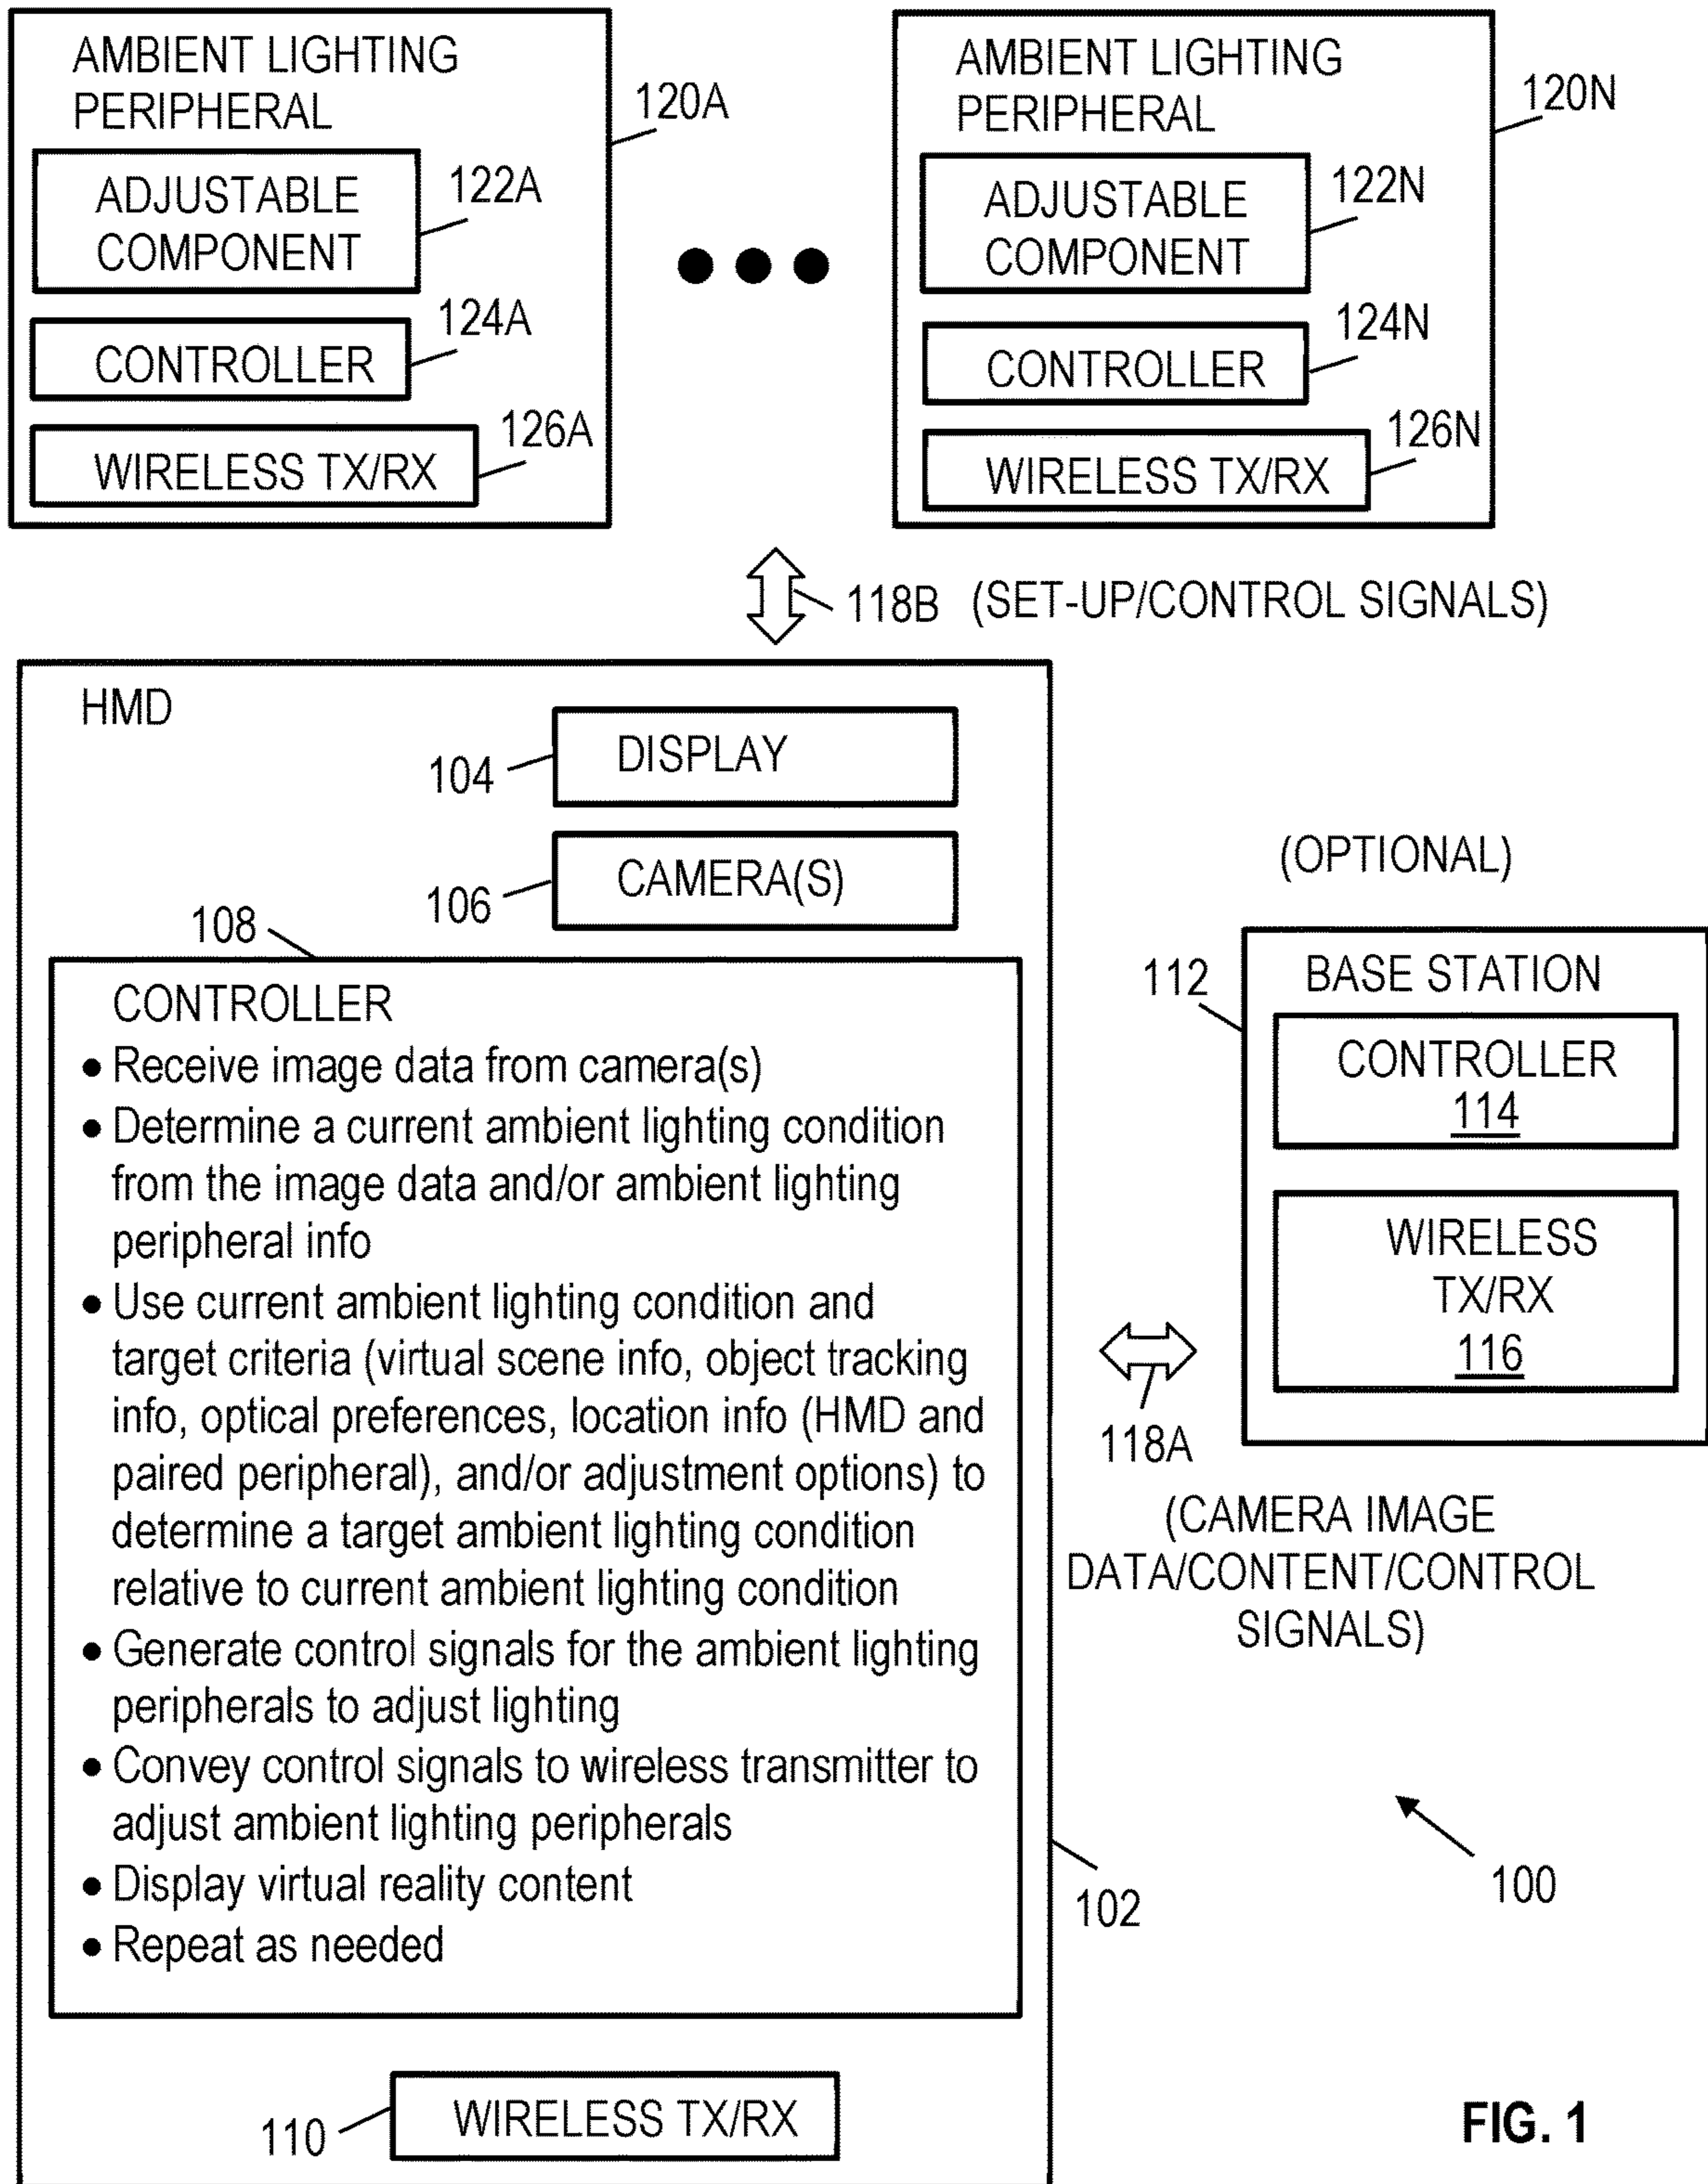 AMBIENT LIGHTING
PERIPHERAL
120A
ADJUSTABLE
COMPONENT
122A
124A
CONTROLLER
126A
WIRELESS TX/RX
AMBIENT LIGHTING
PERIPHERAL
120N
ADJUSTABLE
COMPONENT
122N
124N
CONTROLLER
126N
WIRELESS TX/RX
118B (SET-UP/CONTROL SIGNALS)
HMD
DISPLAY
104
CAMERA(S)
106
108
CONTROLLER
• Receive image data from camera(s)
• Determine a current ambient lighting condition
from the image data and/or ambient lighting
peripheral info
• Use current ambient lighting condition and
target criteria (virtual scene info, object tracking
info, optical preferences, location info (HMD and
paired peripheral), and/or adjustment options) to
determine a target ambient lighting condition
relative to current ambient lighting condition
• Generate control signals for the ambient lighting
peripherals to adjust lighting
• Convey control signals to wireless transmitter to
adjust ambient lighting peripherals
• Display virtual reality content
• Repeat as needed
102
110
WIRELESS TX/RX
(OPTIONAL)
112
BASE STATION
CONTROLLER
114
WIRELESS
TX/RX
116
118A
(CAMERA IMAGE
DATA/CONTENT/CONTROL
SIGNALS)
100
FIG. 1